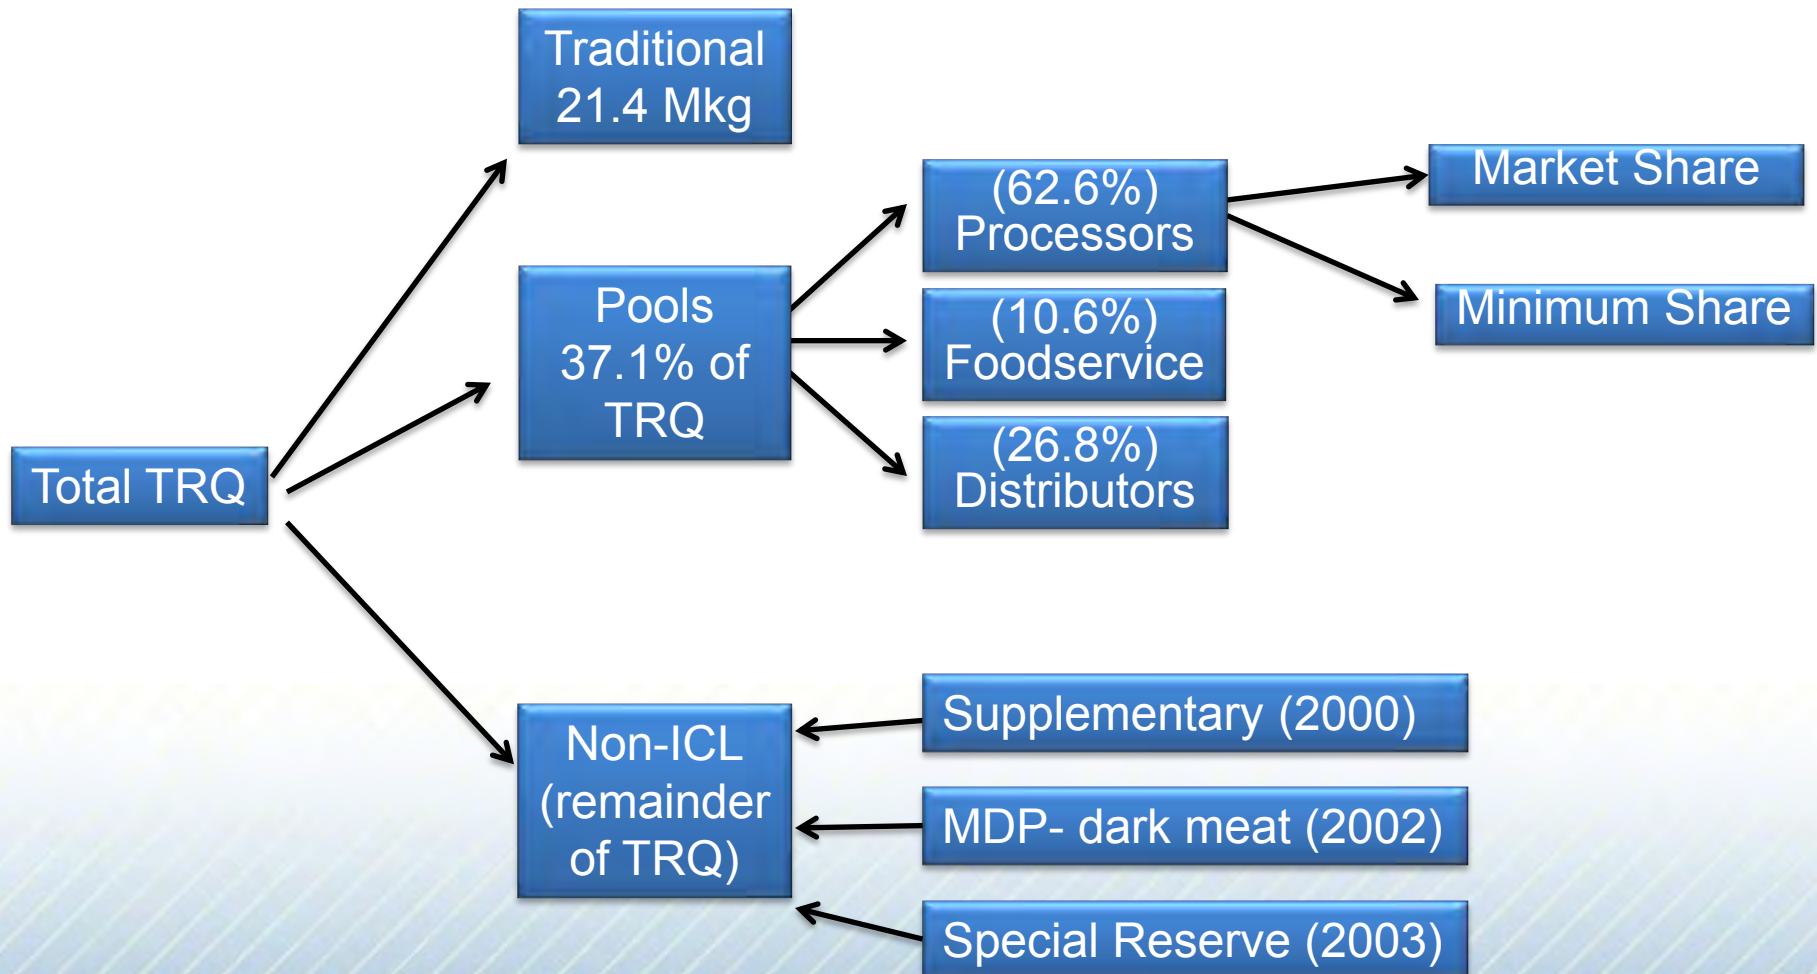 Traditional
21.4 Mkg
Pools
37.1% of
TRQ
Total TRQ
(62.6%)
Processors
(10.6%)
Foodservice
(26.8%)
Distributors
Market Share
Minimum Share
Non-ICL
(remainder
of TRQ)
Supplementary (2000)
MDP- dark meat (2002)
Special Reserve (2003)